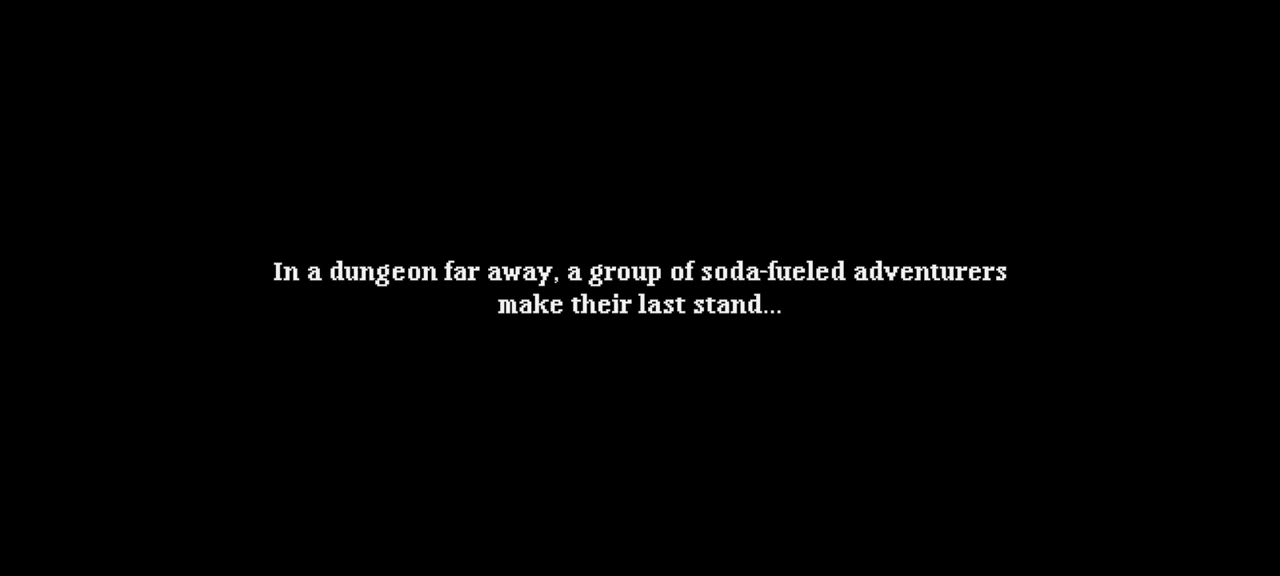 In a dungeon far away, a group of soda-fueled adventurers
make their last stand...